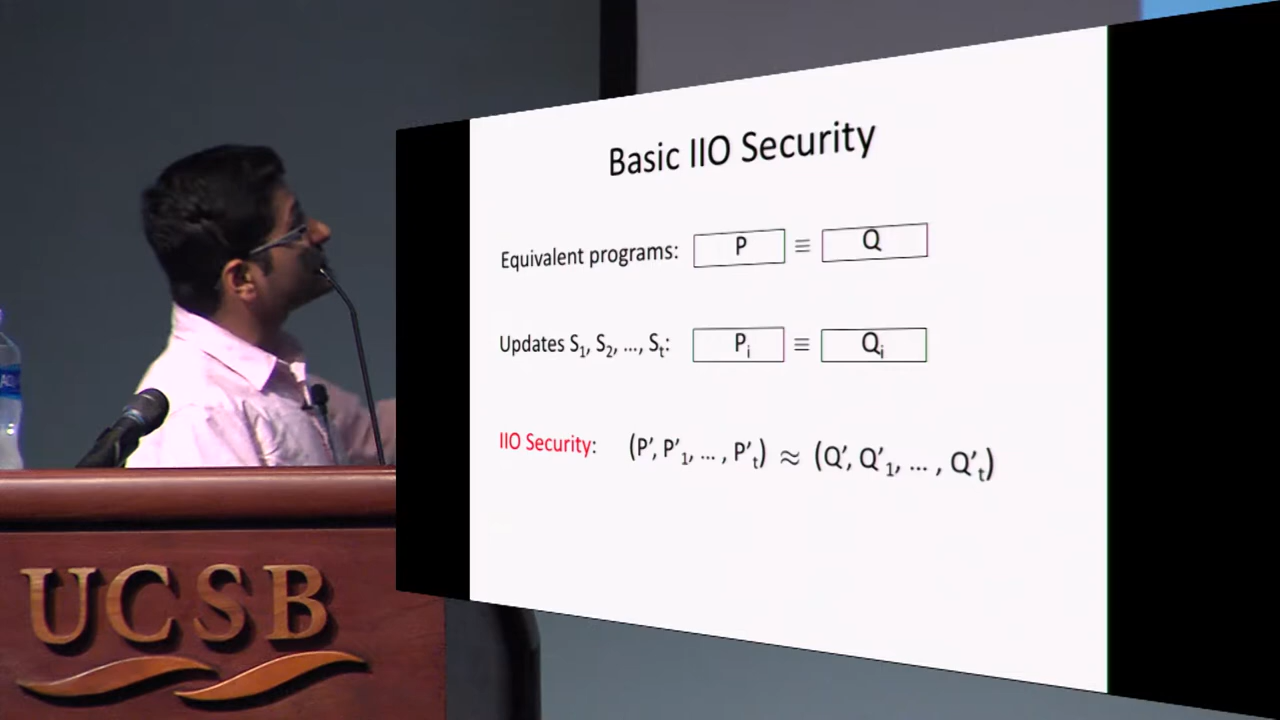 Basic IIO Security
Equivalent programs: P ≡ Q
Updates S₁, S₂, ..., Sₜ: Pᵢ ≡ Qᵢ
IIO Security: (P′, P′₁, ... , P′ₜ) ≈ (Q′, Q′₁, ... , Q′ₜ)
UCSB